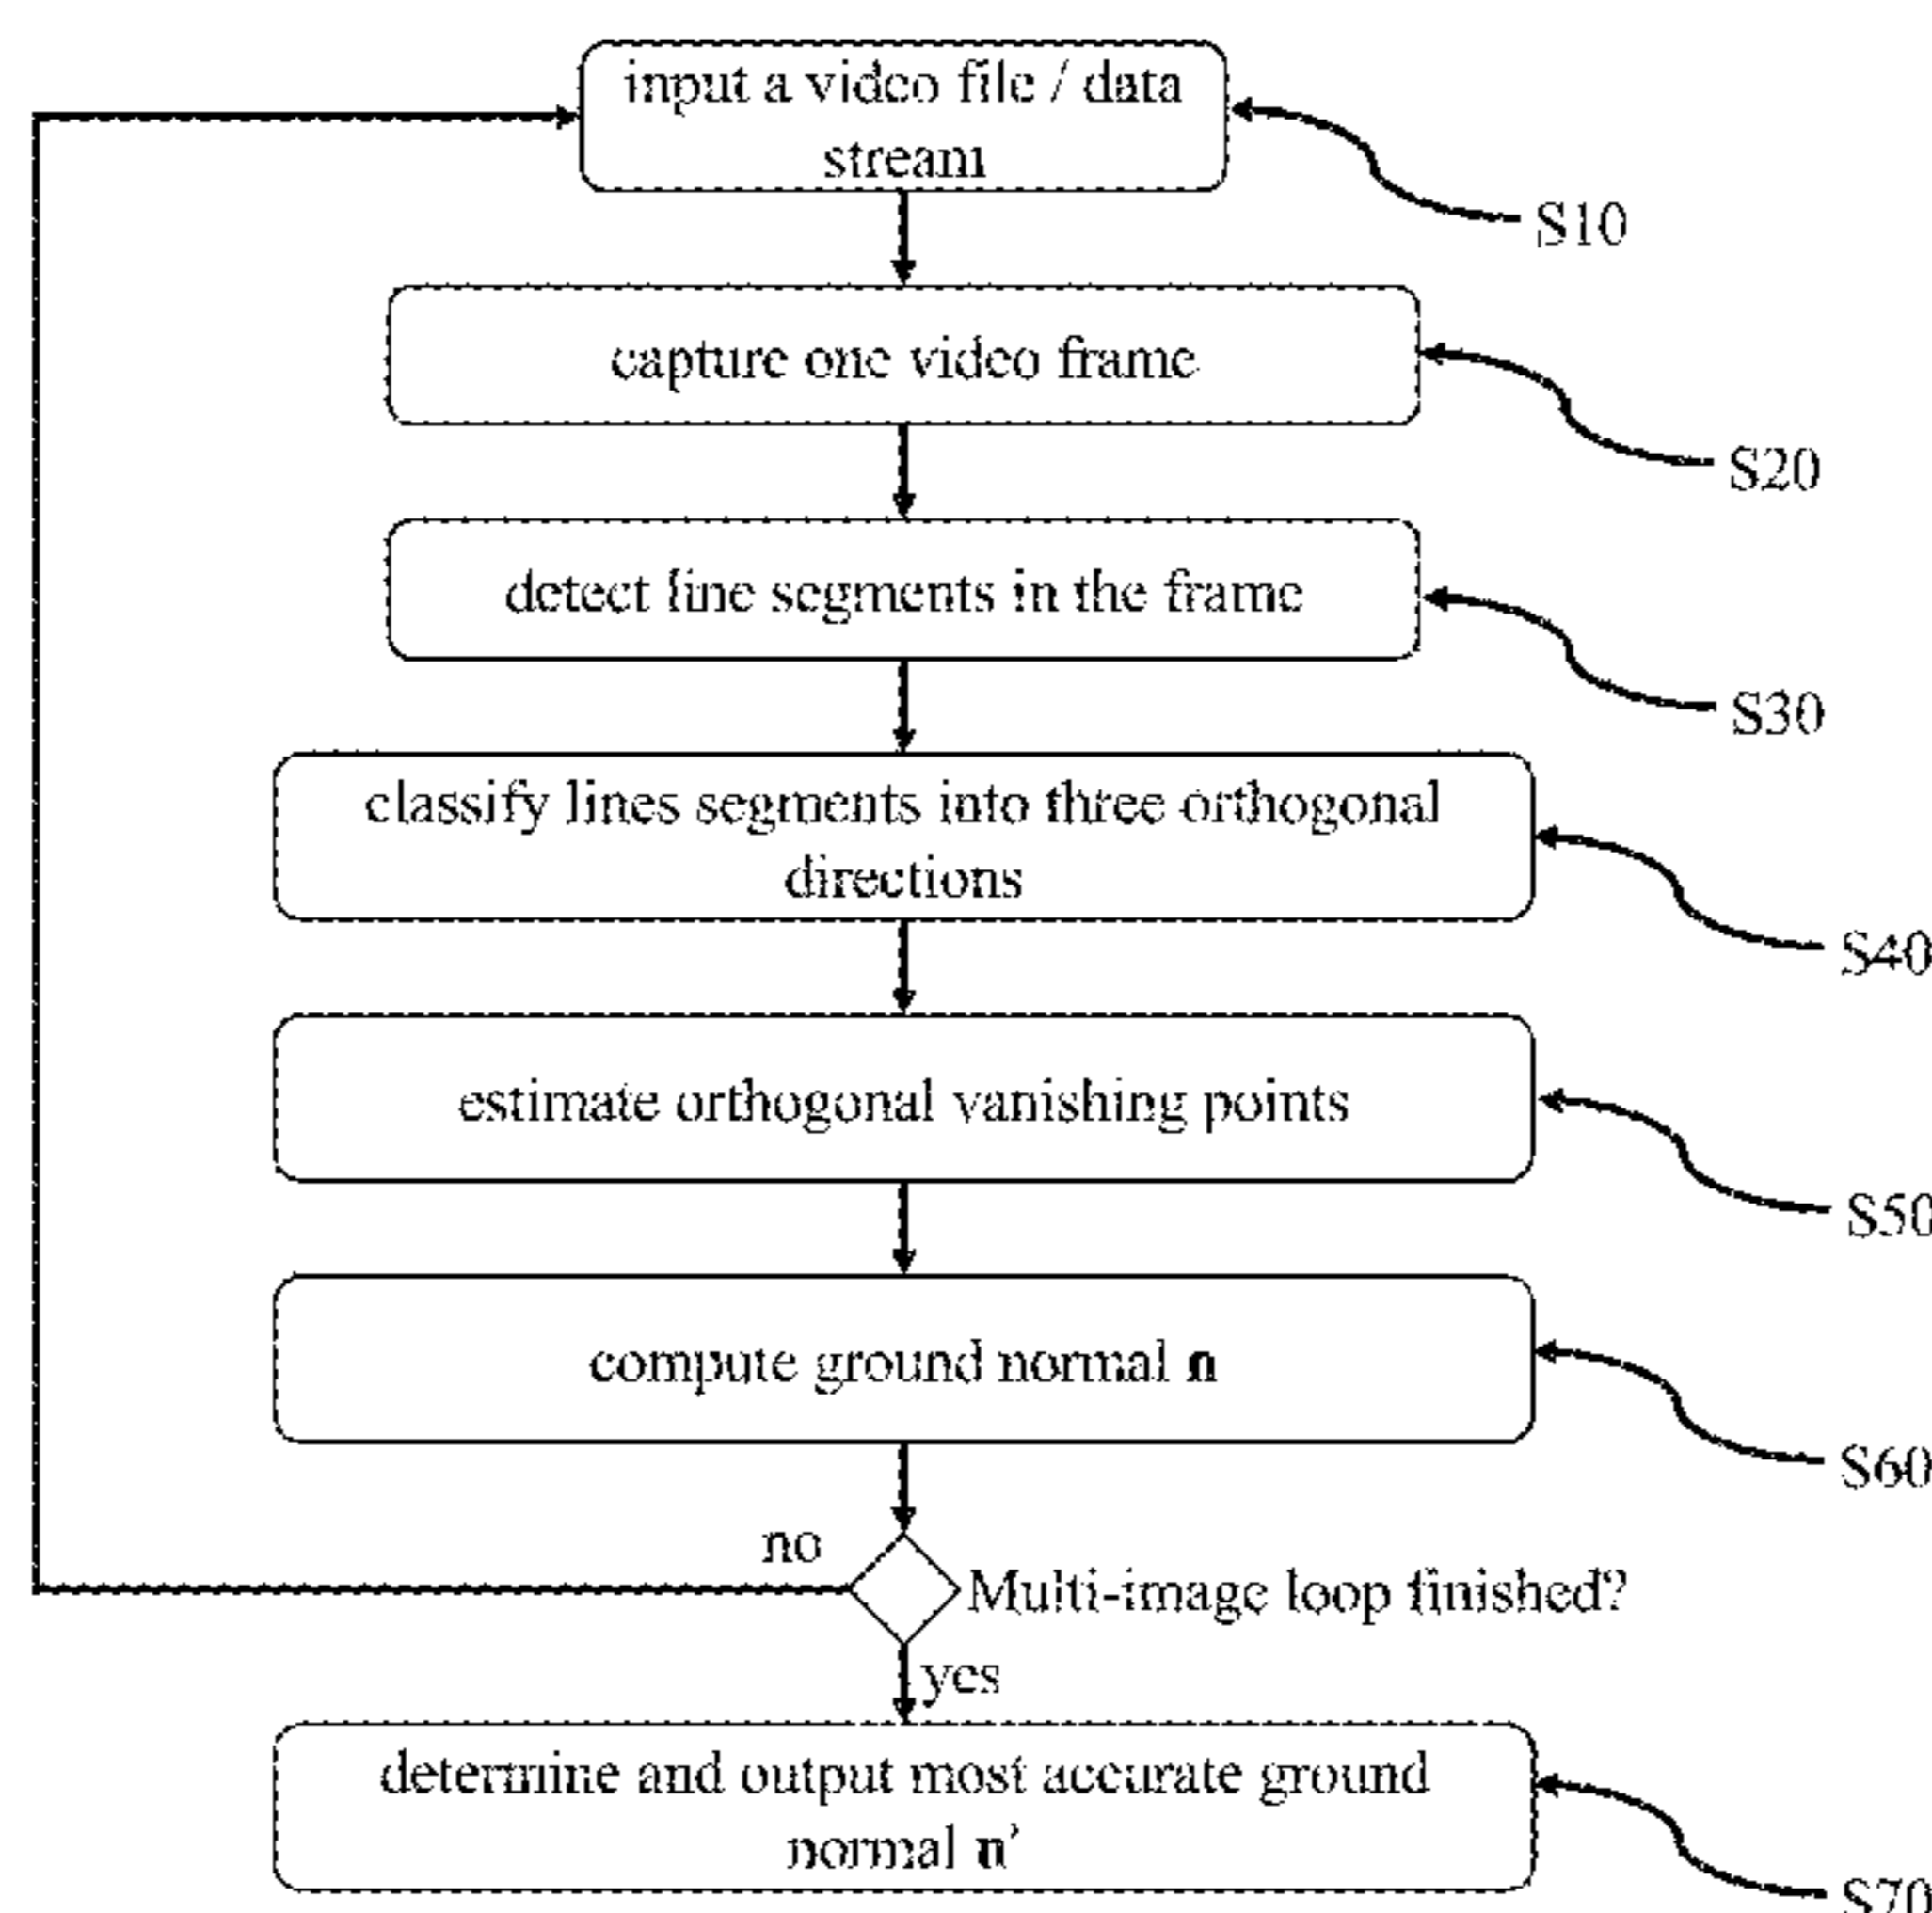 input a video file / data
stream
S10
capture one video frame
S20
detect line segments in the frame
S30
classify lines segments into three orthogonal
directions
S40
estimate orthogonal vanishing points
S50
compute ground normal n
S60
no
Multi-image loop finished?
yes
determine and output most accurate ground
normal n’
S70